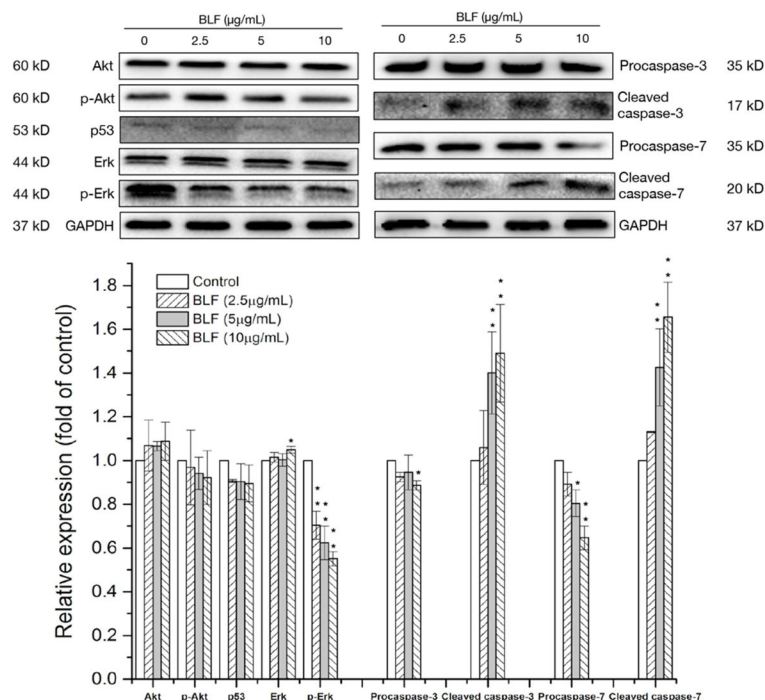 BLF (μg/mL)
0 2.5 5 10
60 kD Akt
60 kD p-Akt
53 kD p53
44 kD Erk
44 kD p-Erk
37 kD GAPDH
BLF (μg/mL)
0 2.5 5 10
Procaspase-3 35 kD
Cleaved
caspase-3 17 kD
Procaspase-7 35 kD
Cleaved
caspase-7 20 kD
GAPDH 37 kD
Relative expression (fold of control)
1.8
1.6
1.4
1.2
1.0
0.8
0.6
0.4
0.2
0.0
Control
BLF (2.5μg/mL)
BLF (5μg/mL)
BLF (10μg/mL)
Akt p-Akt p53 Erk p-Erk Procaspase-3 Cleaved caspase-3 Procaspase-7 Cleaved caspase-7